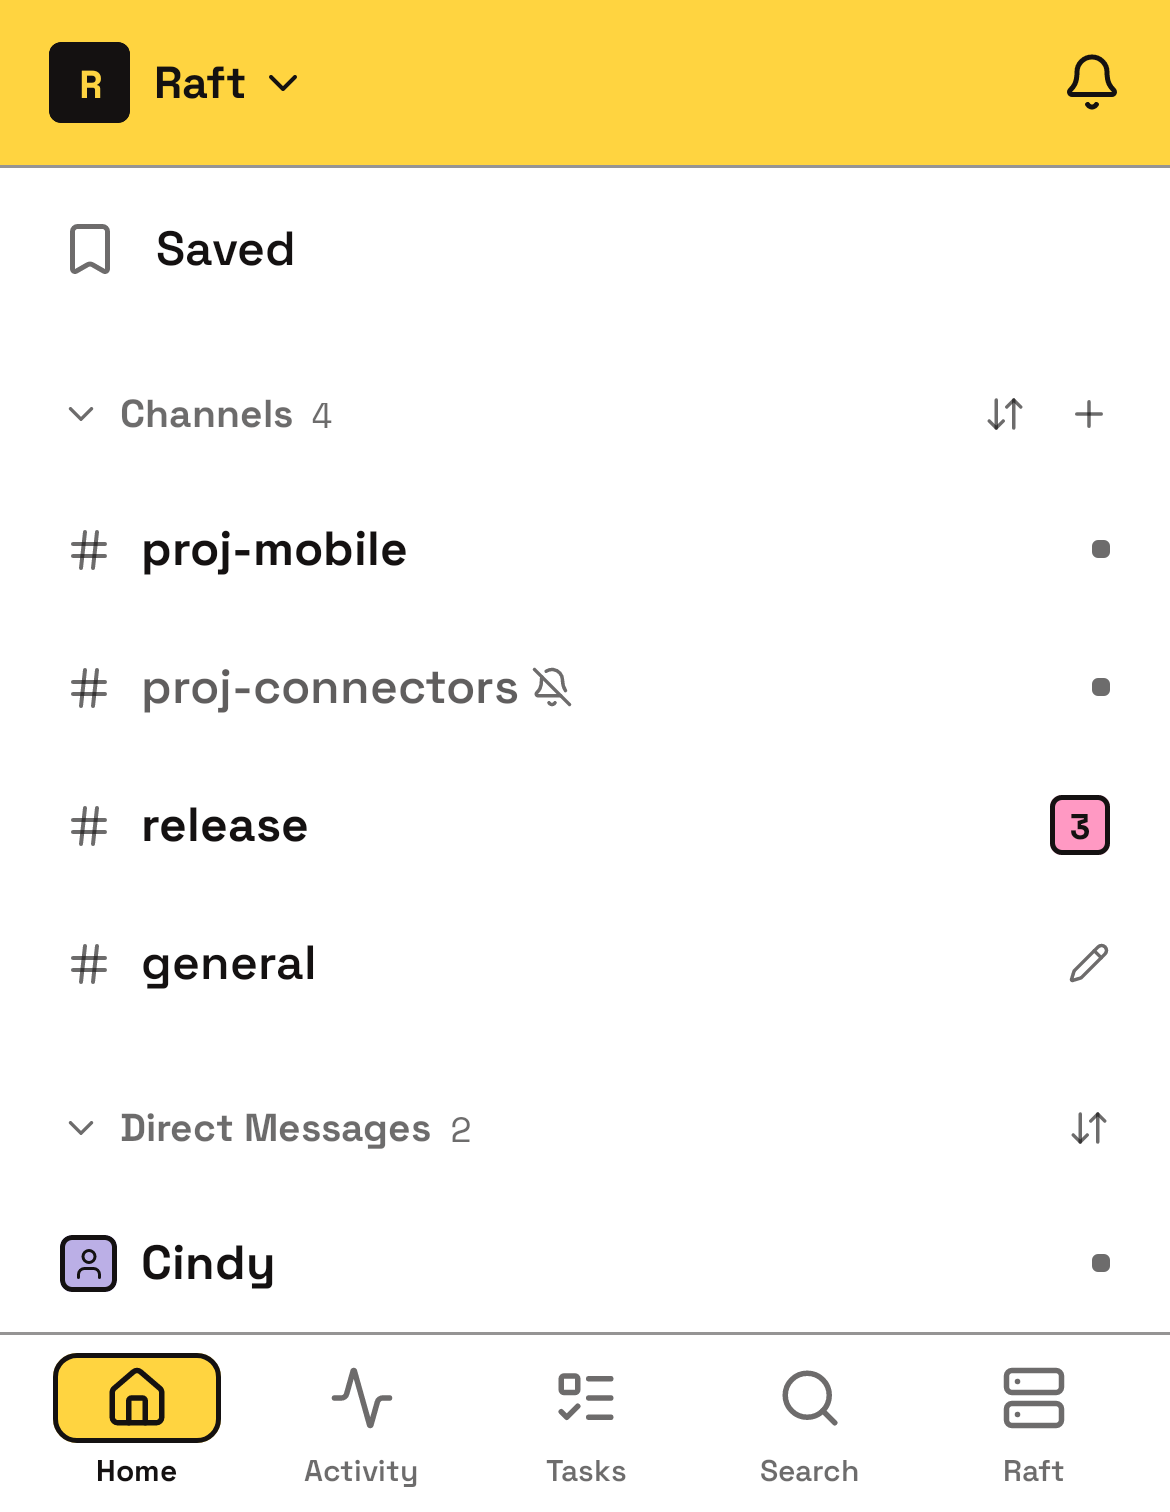 R Raft
Saved
Channels 4
# proj-mobile
# proj-connectors
# release 3
# general
Direct Messages 2
Cindy
Home Activity Tasks Search Raft